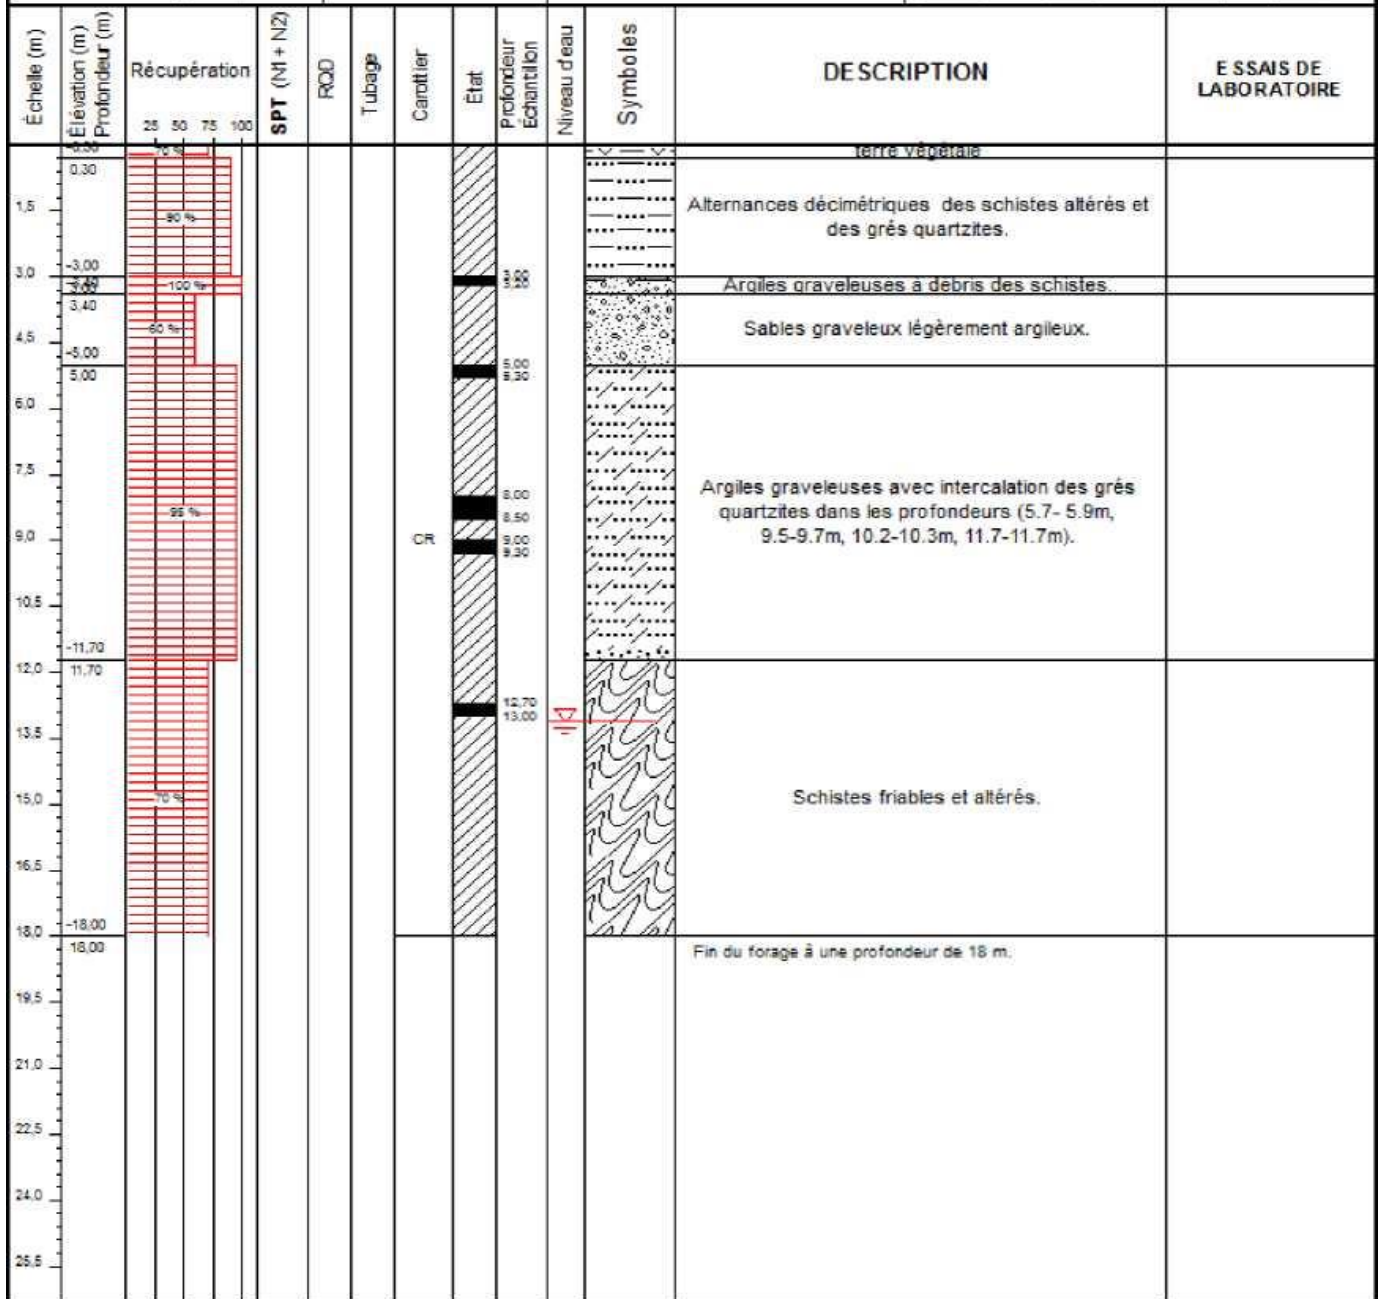 Échelle (m)
Élévation (m)
Profondeur (m)
Récupération
25 50 75 100
SPT (N1 + N2)
RQD
Tubage
Carottier
État
Profondeur
Échantillon
Niveau d'eau
Symboles
DESCRIPTION
ESSAIS DE
LABORATOIRE
-0,30
70 %
terre végétale
0,30
1,5
90 %
Alternances décimétriques des schistes altérés et
des grés quartzites.
-3,00
3,0
3,00
3,20
100 %
Argiles graveleuses à débris des schistes.
3,40
60 %
Sables graveleux légèrement argileux.
4,5
-5,00
5,00
5,00
5,30
6,0
7,5
8,00
8,50
95 %
Argiles graveleuses avec intercalation des grés
quartzites dans les profondeurs (5.7- 5.9m,
9.5-9.7m, 10.2-10.3m, 11.7-11.7m).
9,0
CR
9,00
9,30
10,5
-11,70
12,0
11,70
12,70
13,00
13,5
15,0
70 %
Schistes friables et altérés.
16,5
-18,00
18,0
18,00
Fin du forage à une profondeur de 18 m.
19,5
21,0
22,5
24,0
25,5